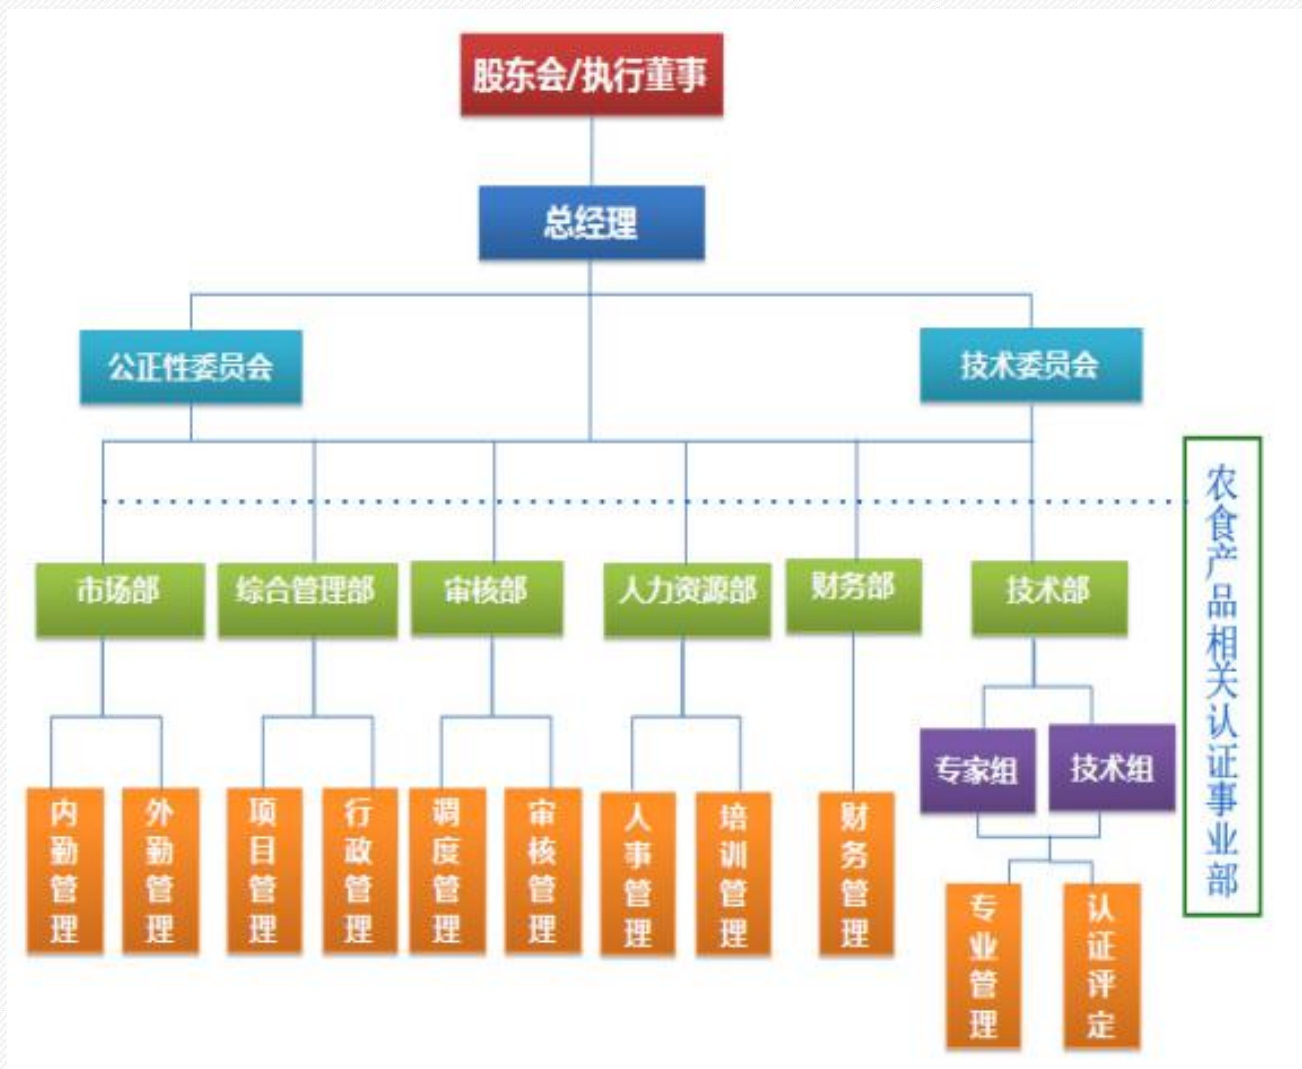 股东会/执行董事
总经理
公正性委员会
技术委员会
市场部
综合管理部
审核部
人力资源部
财务部
技术部
农食产品相关认证事业部
专家组
技术组
内勤管理
外勤管理
项目管理
行政管理
调度管理
审核管理
人事管理
培训管理
财务管理
专业管理
认证评定